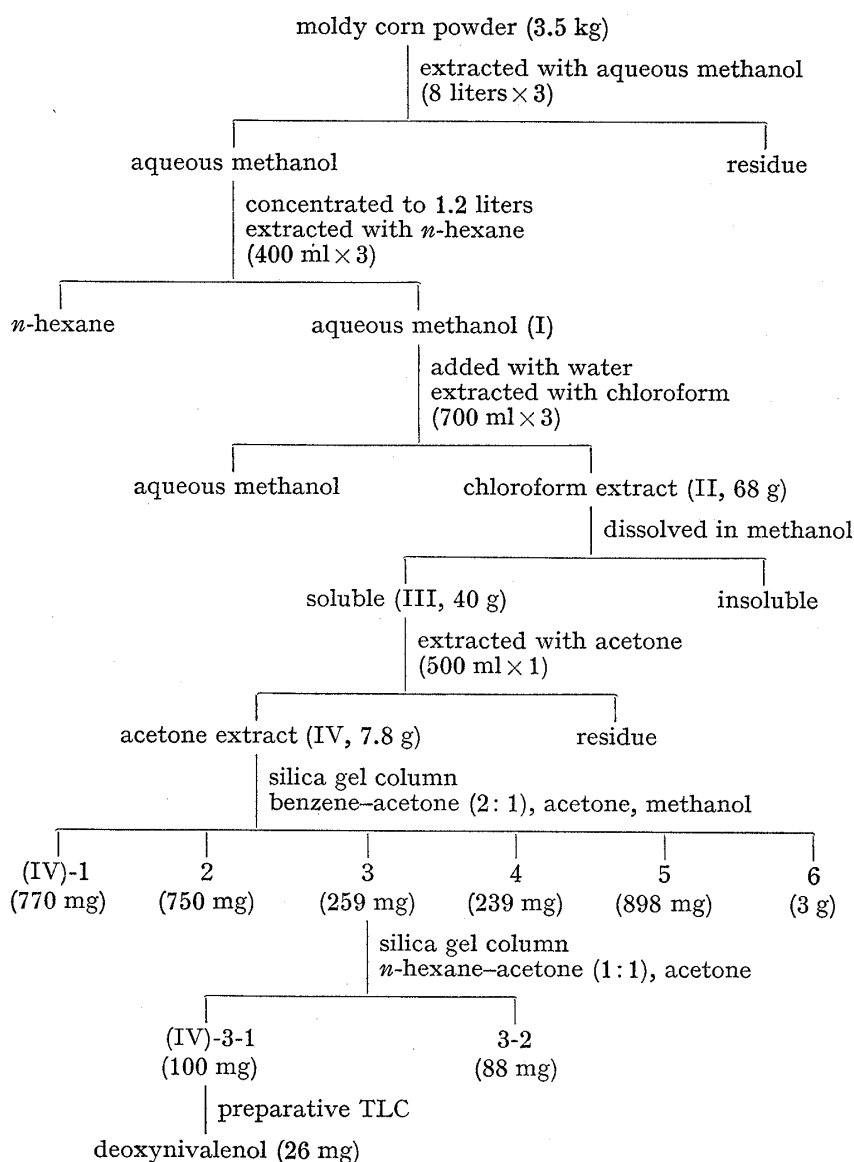 moldy corn powder (3.5 kg)
extracted with aqueous methanol
(8 liters × 3)
aqueous methanol
residue
concentrated to 1.2 liters
extracted with n-hexane
(400 ml × 3)
n-hexane
aqueous methanol (I)
added with water
extracted with chloroform
(700 ml × 3)
aqueous methanol
chloroform extract (II, 68 g)
dissolved in methanol
soluble (III, 40 g)
insoluble
extracted with acetone
(500 ml × 1)
acetone extract (IV, 7.8 g)
residue
silica gel column
benzene–acetone (2: 1), acetone, methanol
(IV)-1 2 3 4 5 6
(770 mg) (750 mg) (259 mg) (239 mg) (898 mg) (3 g)
silica gel column
n-hexane–acetone (1: 1), acetone
(IV)-3-1 3-2
(100 mg) (88 mg)
preparative TLC
deoxynivalenol (26 mg)